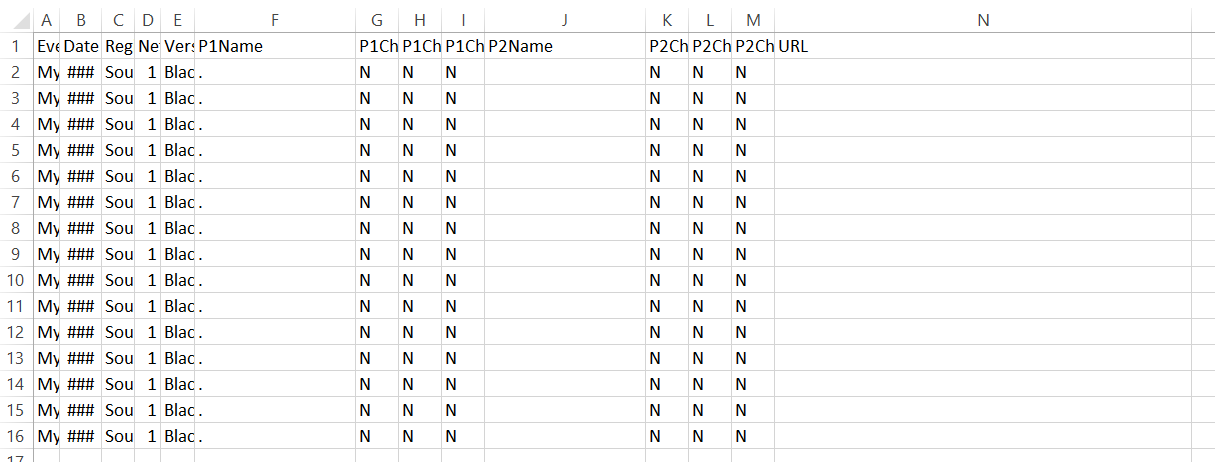 A B C D E F G H I J K L M N
1 Eve Date Reg Ne Vers P1Name P1Ch P1Ch P1Ch P2Name P2Ch P2Ch P2Ch URL
2 My ### Sou 1 Blac . N N N N N N
3 My ### Sou 1 Blac . N N N N N N
4 My ### Sou 1 Blac . N N N N N N
5 My ### Sou 1 Blac . N N N N N N
6 My ### Sou 1 Blac . N N N N N N
7 My ### Sou 1 Blac . N N N N N N
8 My ### Sou 1 Blac . N N N N N N
9 My ### Sou 1 Blac . N N N N N N
10 My ### Sou 1 Blac . N N N N N N
11 My ### Sou 1 Blac . N N N N N N
12 My ### Sou 1 Blac . N N N N N N
13 My ### Sou 1 Blac . N N N N N N
14 My ### Sou 1 Blac . N N N N N N
15 My ### Sou 1 Blac . N N N N N N
16 My ### Sou 1 Blac . N N N N N N
17